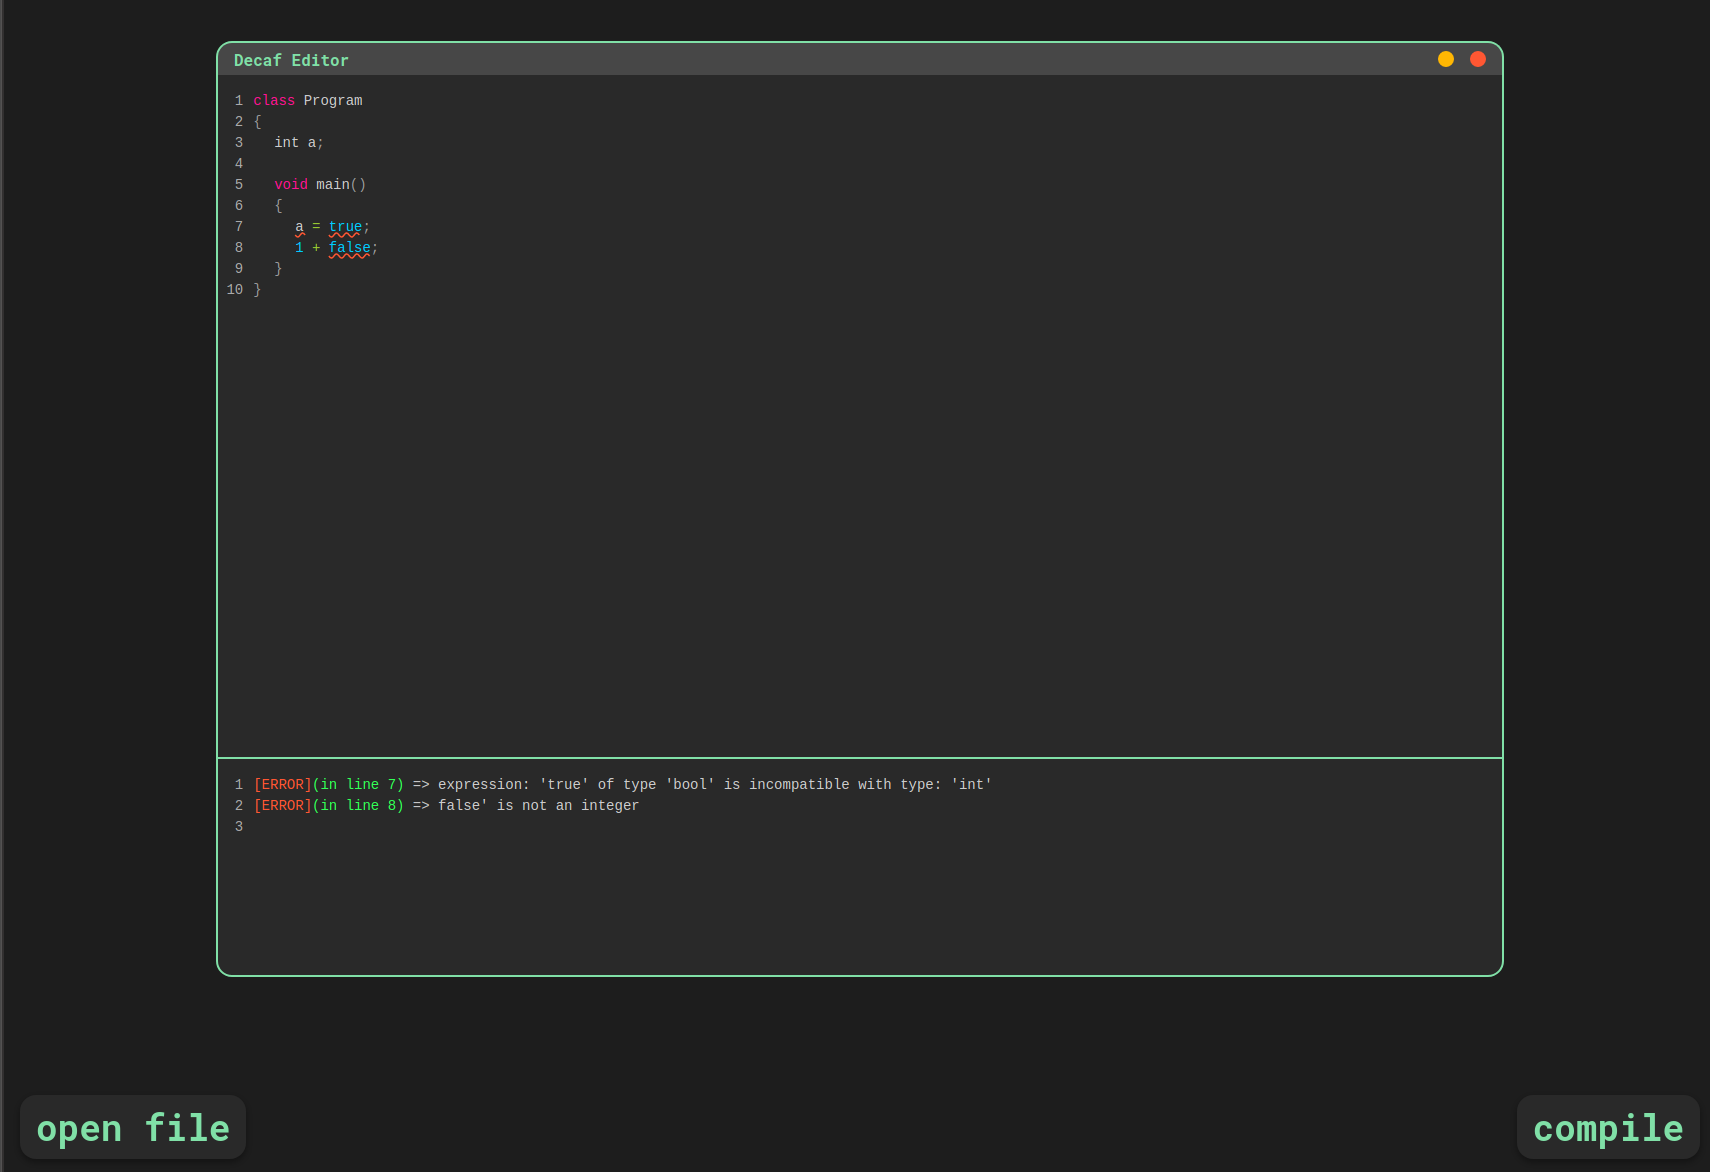 Decaf Editor
1 class Program
2 {
3 int a;
4
5 void main()
6 {
7 a = true;
8 1 + false;
9 }
10 }
1 [ERROR](in line 7) => expression: 'true' of type 'bool' is incompatible with type: 'int'
2 [ERROR](in line 8) => false' is not an integer
3
open file
compile